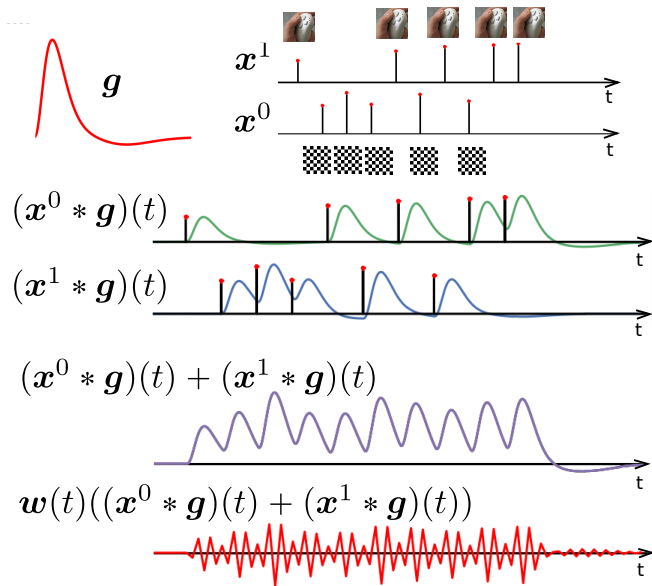 g
x^1
t
x^0
t
(x^0 * g)(t)
t
(x^1 * g)(t)
t
(x^0 * g)(t) + (x^1 * g)(t)
t
w(t)((x^0 * g)(t) + (x^1 * g)(t))
t